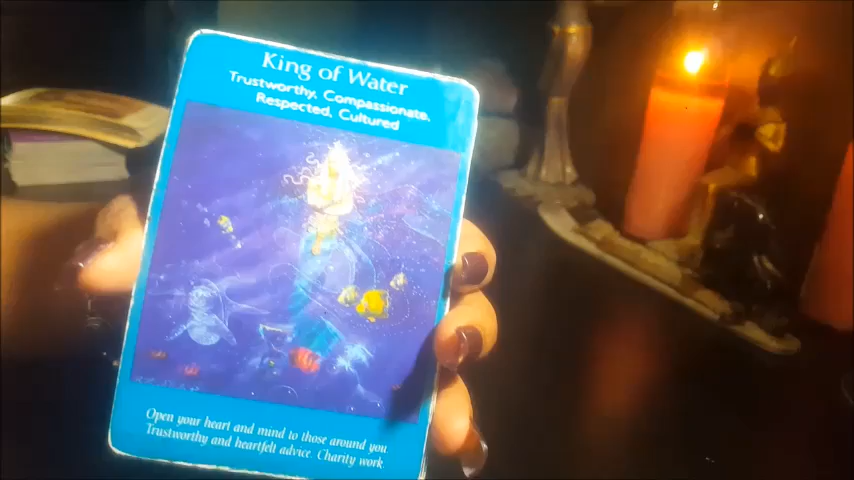 King of Water
Trustworthy, Compassionate,
Respected, Cultured
Open your heart and mind to those around you.
Trustworthy and heartfelt advice. Charity work.